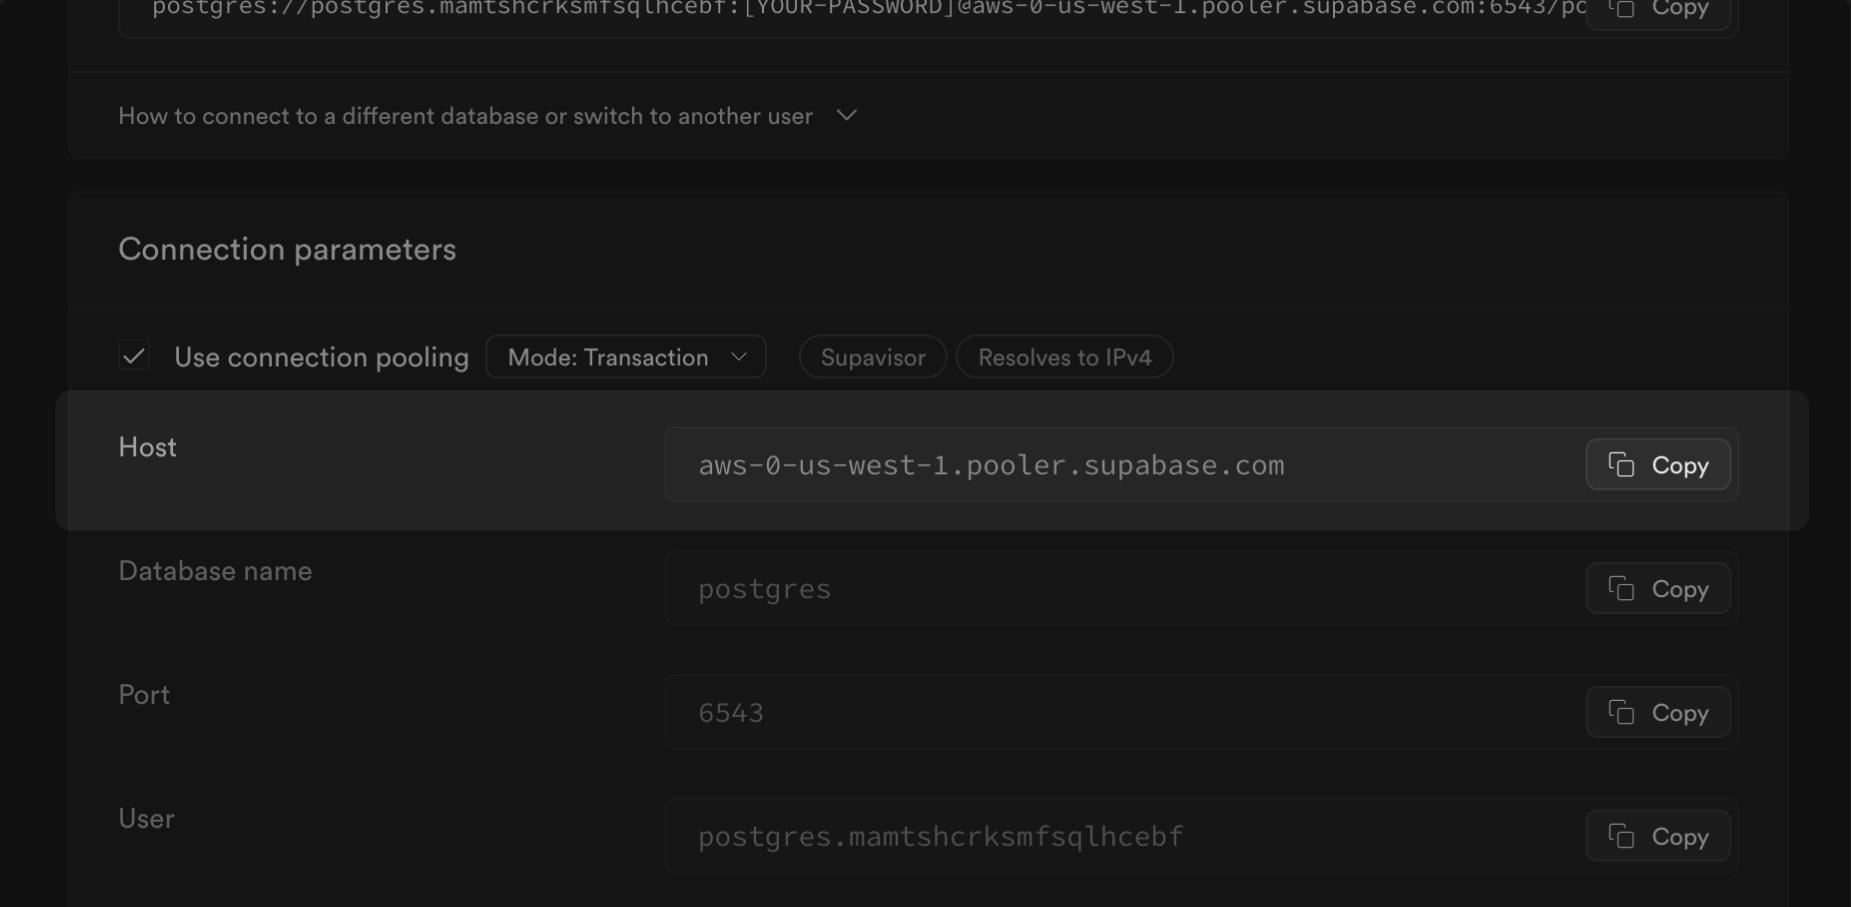 postgres://postgres.mamtshcrksmfsqlhcebf:[YOUR-PASSWORD]@aws-0-us-west-1.pooler.supabase.com:6543/po Copy
How to connect to a different database or switch to another user
Connection parameters
Use connection pooling Mode: Transaction Supavisor Resolves to IPv4
Host aws-0-us-west-1.pooler.supabase.com Copy
Database name postgres Copy
Port 6543 Copy
User postgres.mamtshcrksmfsqlhcebf Copy